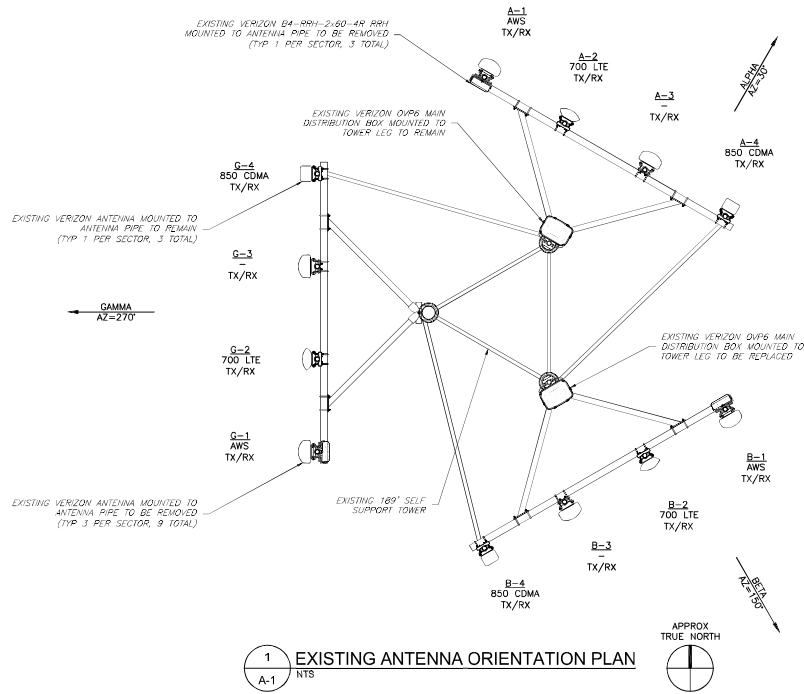 EXISTING VERIZON B4-RRH-2x60-4R RRH
MOUNTED TO ANTENNA PIPE TO BE REMOVED
(TYP 1 PER SECTOR, 3 TOTAL)
A-1
AWS
TX/RX
A-2
700 LTE
TX/RX
A-3
-
TX/RX
A-4
850 CDMA
TX/RX
ALPHA
AZ=30°
EXISTING VERIZON OVP6 MAIN
DISTRIBUTION BOX MOUNTED TO
TOWER LEG TO REMAIN
G-4
850 CDMA
TX/RX
EXISTING VERIZON ANTENNA MOUNTED TO
ANTENNA PIPE TO REMAIN
(TYP 1 PER SECTOR, 3 TOTAL)
G-3
-
TX/RX
GAMMA
AZ=270°
G-2
700 LTE
TX/RX
G-1
AWS
TX/RX
EXISTING VERIZON ANTENNA MOUNTED TO
ANTENNA PIPE TO BE REMOVED
(TYP 3 PER SECTOR, 9 TOTAL)
EXISTING VERIZON OVP6 MAIN
DISTRIBUTION BOX MOUNTED TO
TOWER LEG TO BE REPLACED
EXISTING 189' SELF
SUPPORT TOWER
B-1
AWS
TX/RX
B-2
700 LTE
TX/RX
B-3
-
TX/RX
B-4
850 CDMA
TX/RX
BETA
AZ=150°
APPROX
TRUE NORTH
1
A-1
EXISTING ANTENNA ORIENTATION PLAN
NTS